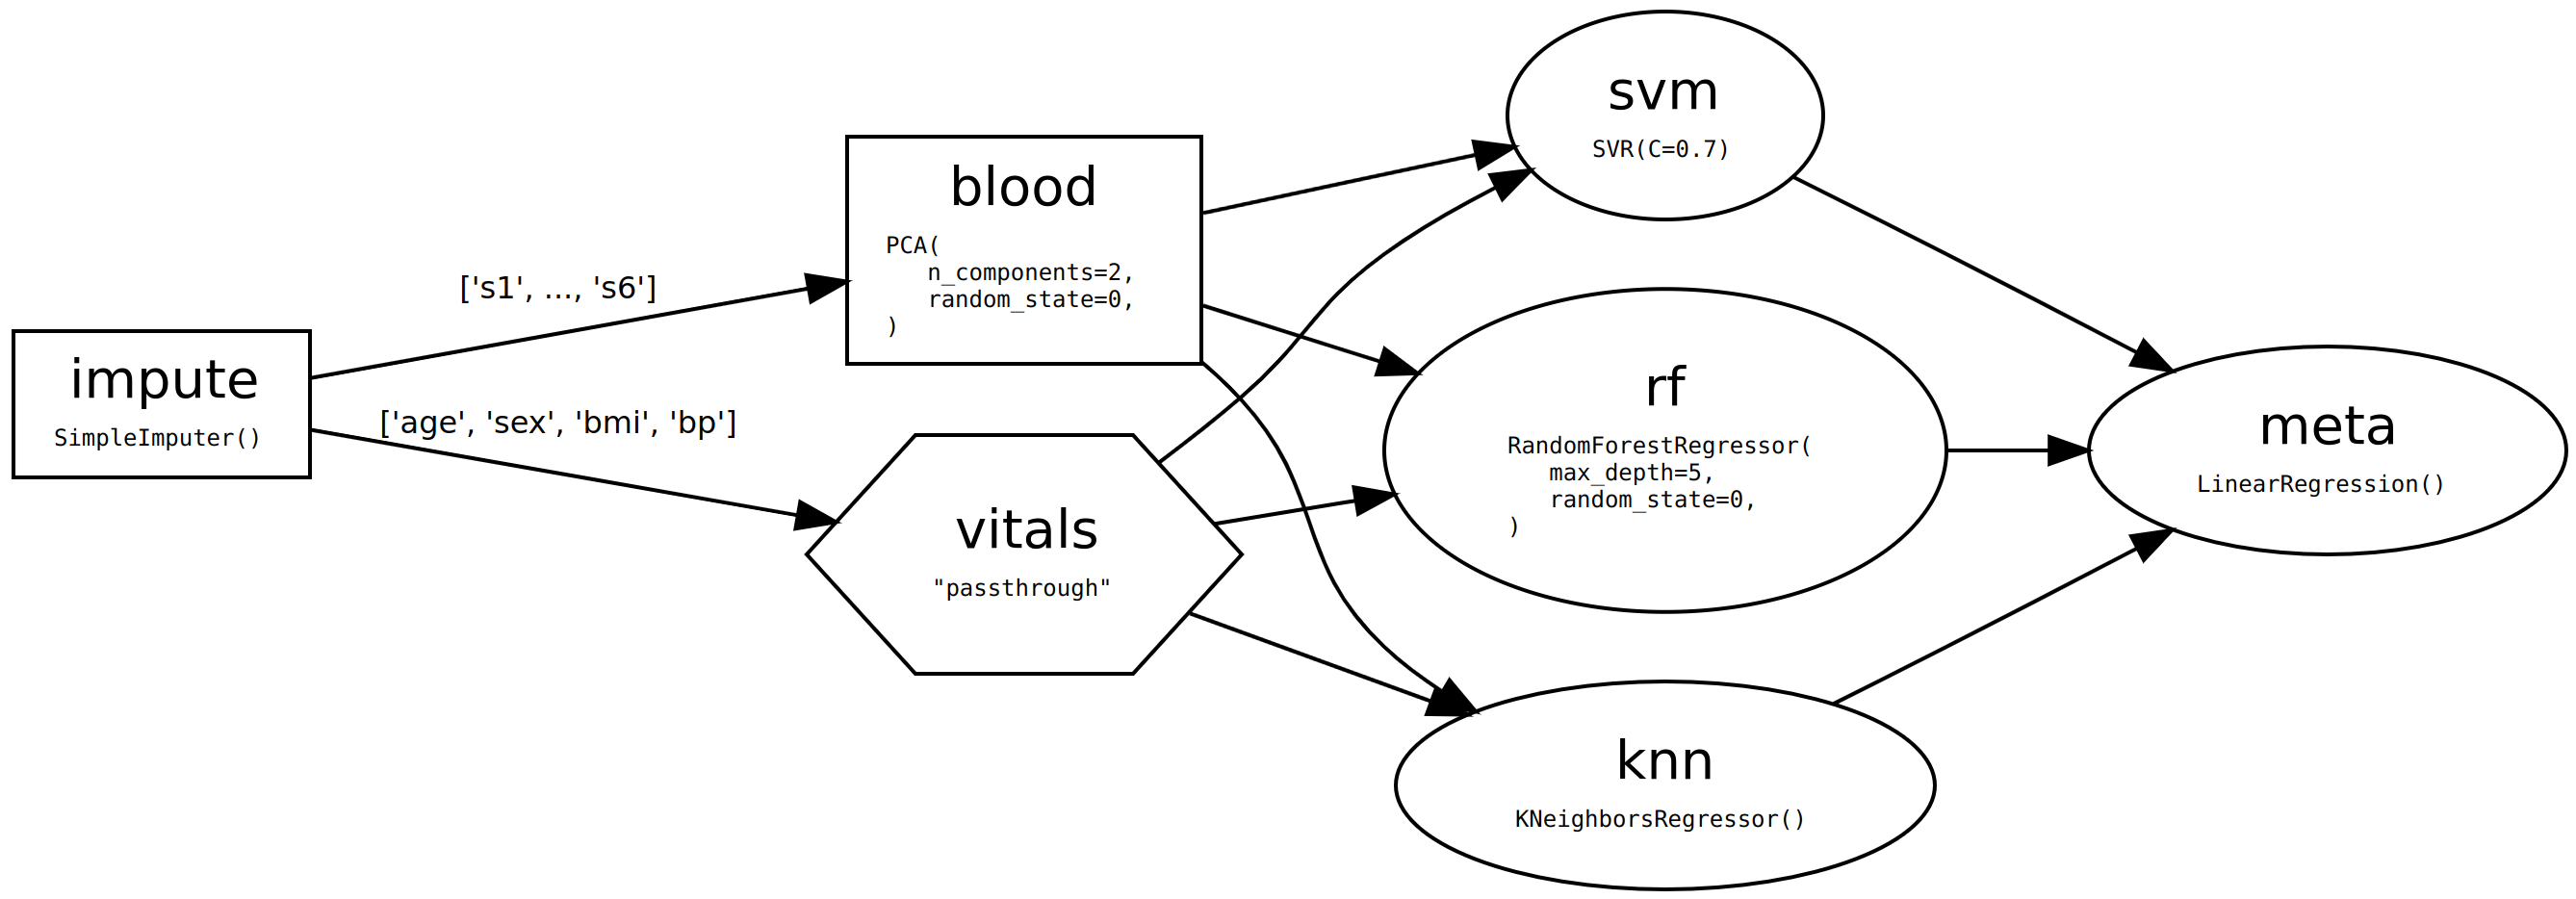 impute
SimpleImputer()
['s1', ..., 's6']
['age', 'sex', 'bmi', 'bp']
blood
PCA(
   n_components=2,
   random_state=0,
)
vitals
"passthrough"
svm
SVR(C=0.7)
rf
RandomForestRegressor(
   max_depth=5,
   random_state=0,
)
knn
KNeighborsRegressor()
meta
LinearRegression()